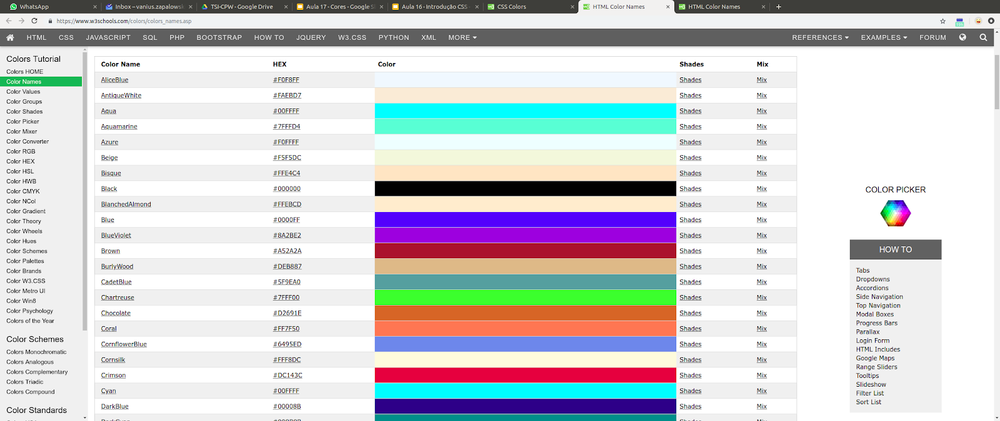 WhatsApp
Inbox – vanius.zapalowsk
TSI-CPW - Google Drive
Aula 17 - Cores - Google S
Aula 16 - Introdução CSS
CSS Colors
HTML Color Names
HTML Color Names
https://www.w3schools.com/colors/colors_names.asp
HTML CSS JAVASCRIPT SQL PHP BOOTSTRAP HOW TO JQUERY W3.CSS PYTHON XML MORE REFERENCES EXAMPLES FORUM
Colors Tutorial
Colors HOME
Color Names
Color Values
Color Groups
Color Shades
Color Picker
Color Mixer
Color Converter
Color RGB
Color HEX
Color HSL
Color HWB
Color CMYK
Color NCol
Color Gradient
Color Theory
Color Wheels
Color Hues
Color Schemes
Color Palettes
Color Brands
Color W3.CSS
Color Metro UI
Color Win8
Color Psychology
Colors of the Year
Color Schemes
Colors Monochromatic
Colors Analogous
Colors Complementary
Colors Triadic
Colors Compound
Color Standards
Color Name HEX Color Shades Mix
AliceBlue #F0F8FF Shades Mix
AntiqueWhite #FAEBD7 Shades Mix
Aqua #00FFFF Shades Mix
Aquamarine #7FFFD4 Shades Mix
Azure #F0FFFF Shades Mix
Beige #F5F5DC Shades Mix
Bisque #FFE4C4 Shades Mix
Black #000000 Shades Mix
BlanchedAlmond #FFEBCD Shades Mix
Blue #0000FF Shades Mix
BlueViolet #8A2BE2 Shades Mix
Brown #A52A2A Shades Mix
BurlyWood #DEB887 Shades Mix
CadetBlue #5F9EA0 Shades Mix
Chartreuse #7FFF00 Shades Mix
Chocolate #D2691E Shades Mix
Coral #FF7F50 Shades Mix
CornflowerBlue #6495ED Shades Mix
Cornsilk #FFF8DC Shades Mix
Crimson #DC143C Shades Mix
Cyan #00FFFF Shades Mix
DarkBlue #00008B Shades Mix
COLOR PICKER
HOW TO
Tabs
Dropdowns
Accordions
Side Navigation
Top Navigation
Modal Boxes
Progress Bars
Parallax
Login Form
HTML Includes
Google Maps
Range Sliders
Tooltips
Slideshow
Filter List
Sort List